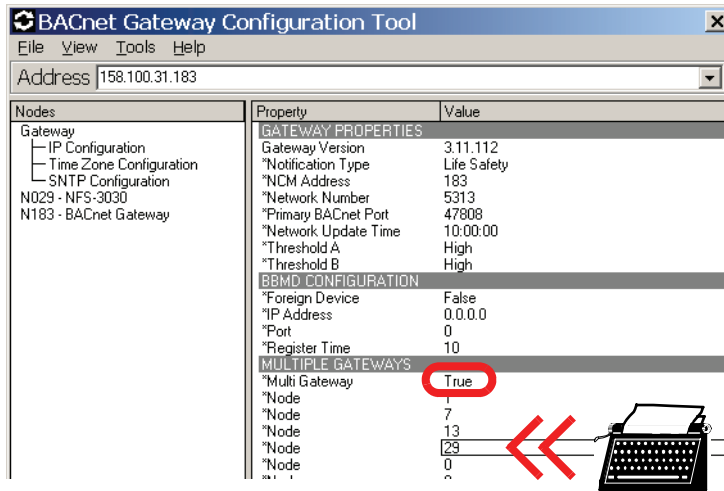 BACnet Gateway Configuration Tool
File View Tools Help
Address 158.100.31.183
Nodes
Gateway
IP Configuration
Time Zone Configuration
SNTP Configuration
N029 - NFS-3030
N183 - BACnet Gateway
Property Value
GATEWAY PROPERTIES
Gateway Version 3.11.112
*Notification Type Life Safety
*NCM Address 183
*Network Number 5313
*Primary BACnet Port 47808
*Network Update Time 10:00:00
*Threshold A High
*Threshold B High
BBMD CONFIGURATION
*Foreign Device False
*IP Address 0.0.0.0
*Port 0
*Register Time 10
MULTIPLE GATEWAYS
*Multi Gateway True
*Node
*Node 7
*Node 13
*Node 29
*Node 0